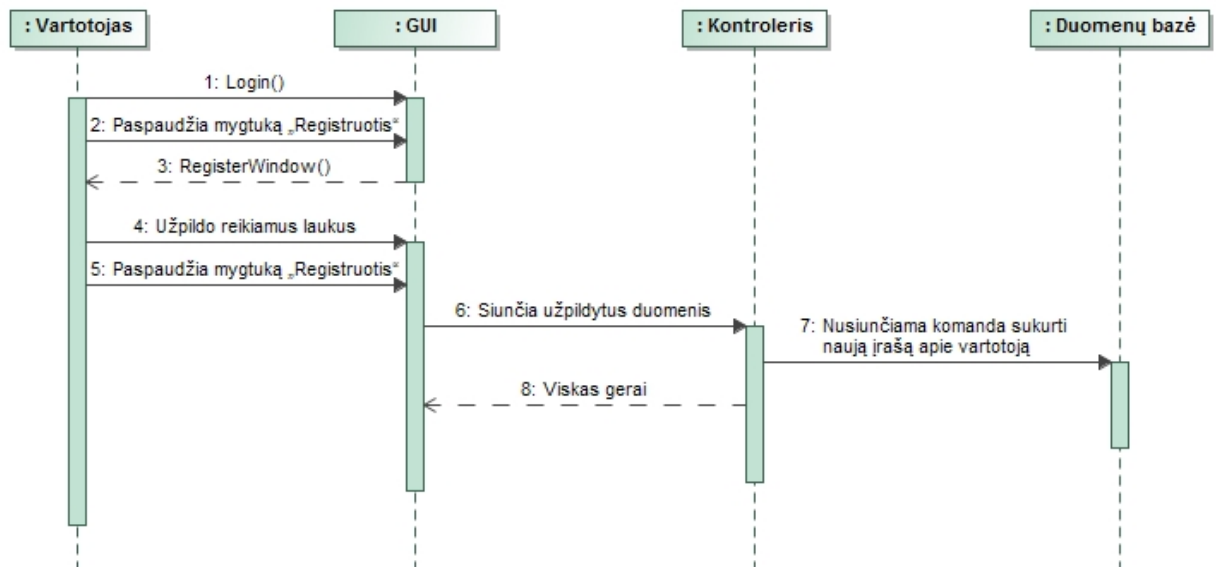 : Vartotojas
: GUI
: Kontroleris
: Duomenų bazė
1: Login()
2: Paspaudžia mygtuką „Registruotis“
3: RegisterWindow()
4: Užpildo reikiamus laukus
5: Paspaudžia mygtuką „Registruotis“
6: Siunčia užpildytus duomenis
7: Nusiunčiama komanda sukurti
naują įrašą apie vartotoją
8: Viskas gerai